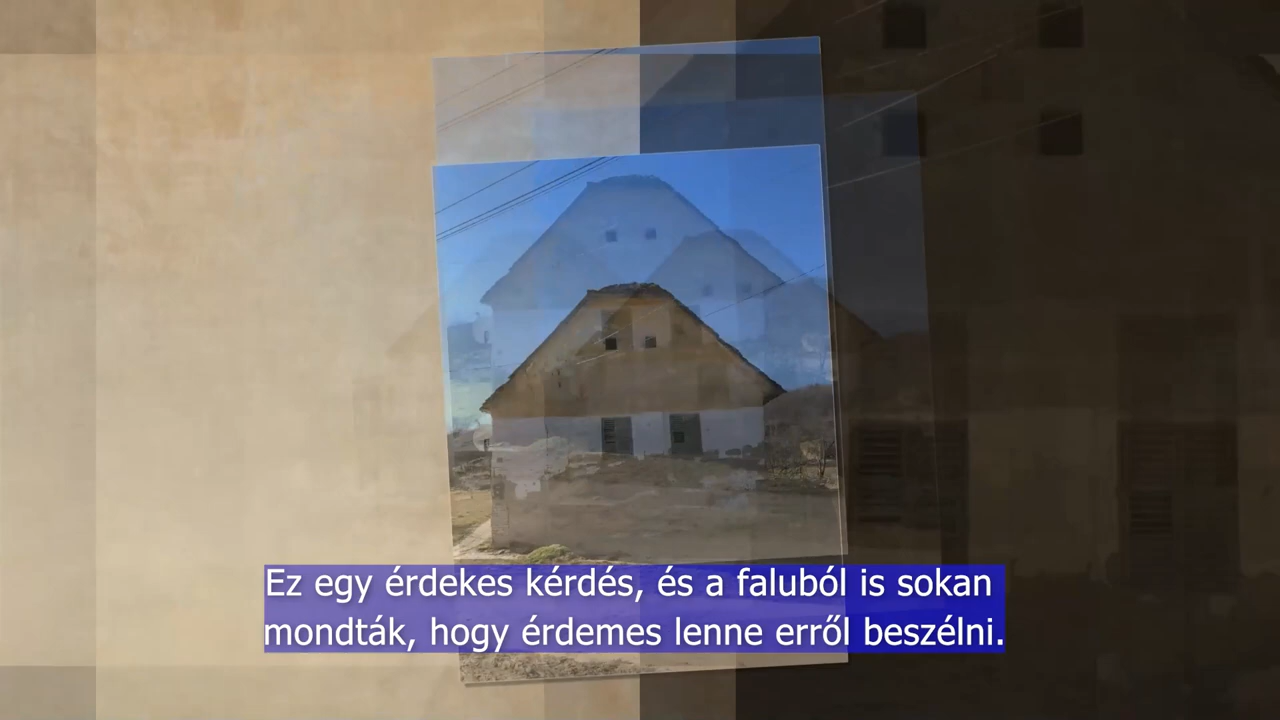 Ez egy érdekes kérdés, és a faluból is sokan
mondták, hogy érdemes lenne erről beszélni.